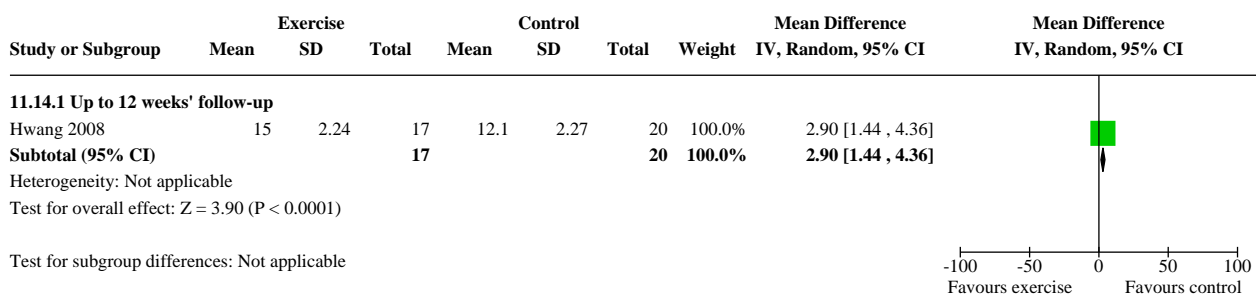 Exercise Control Mean Difference Mean Difference
Study or Subgroup Mean SD Total Mean SD Total Weight IV, Random, 95% CI IV, Random, 95% CI
11.14.1 Up to 12 weeks' follow-up
Hwang 2008 15 2.24 17 12.1 2.27 20 100.0% 2.90 [1.44 , 4.36]
Subtotal (95% CI) 17 20 100.0% 2.90 [1.44 , 4.36]
Heterogeneity: Not applicable
Test for overall effect: Z = 3.90 (P < 0.0001)
Test for subgroup differences: Not applicable
-100 -50 0 50 100
Favours exercise Favours control